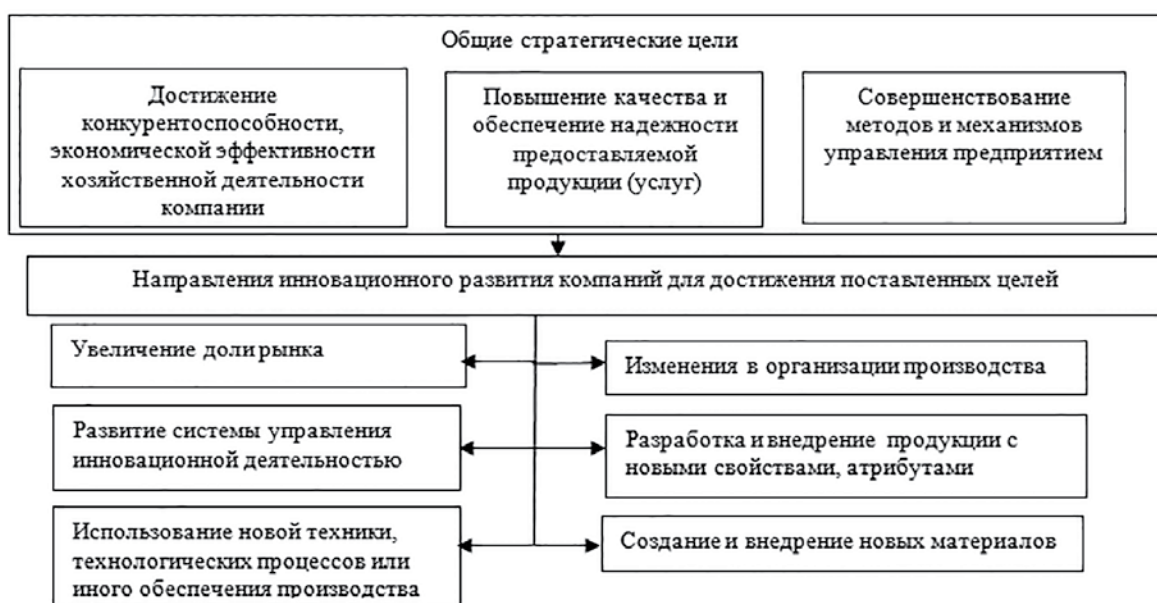 Общие стратегические цели
Достижение
конкурентоспособности,
экономической эффективности
хозяйственной деятельности
компании
Повышение качества и
обеспечение надежности
предоставляемой
продукции (услуг)
Совершенствование
методов и механизмов
управления предприятием
Направления инновационного развития компаний для достижения поставленных целей
Увеличение доли рынка
Изменения в организации производства
Развитие системы управления
инновационной деятельностью
Разработка и внедрение продукции с
новыми свойствами, атрибутами
Использование новой техники,
технологических процессов или
иного обеспечения производства
Создание и внедрение новых материалов